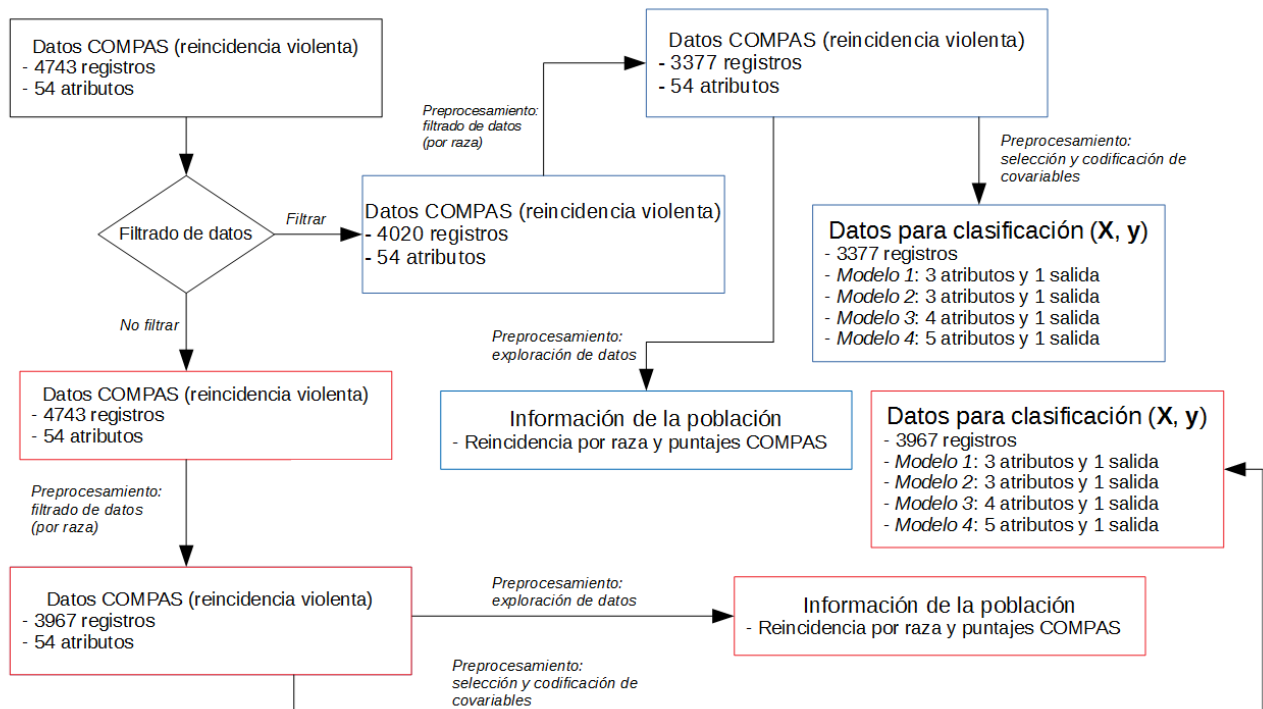 Datos COMPAS (reincidencia violenta)
- 4743 registros
- 54 atributos
Filtrado de datos
Filtrar
No filtrar
Datos COMPAS (reincidencia violenta)
- 4020 registros
- 54 atributos
Preprocesamiento:
filtrado de datos
(por raza)
Datos COMPAS (reincidencia violenta)
- 3377 registros
- 54 atributos
Preprocesamiento:
selección y codificación de
covariables
Datos para clasificación (X, y)
- 3377 registros
- Modelo 1: 3 atributos y 1 salida
- Modelo 2: 3 atributos y 1 salida
- Modelo 3: 4 atributos y 1 salida
- Modelo 4: 5 atributos y 1 salida
Preprocesamiento:
exploración de datos
Información de la población
- Reincidencia por raza y puntajes COMPAS
Datos COMPAS (reincidencia violenta)
- 4743 registros
- 54 atributos
Preprocesamiento:
filtrado de datos
(por raza)
Datos COMPAS (reincidencia violenta)
- 3967 registros
- 54 atributos
Preprocesamiento:
exploración de datos
Información de la población
- Reincidencia por raza y puntajes COMPAS
Preprocesamiento:
selección y codificación de
covariables
Datos para clasificación (X, y)
- 3967 registros
- Modelo 1: 3 atributos y 1 salida
- Modelo 2: 3 atributos y 1 salida
- Modelo 3: 4 atributos y 1 salida
- Modelo 4: 5 atributos y 1 salida